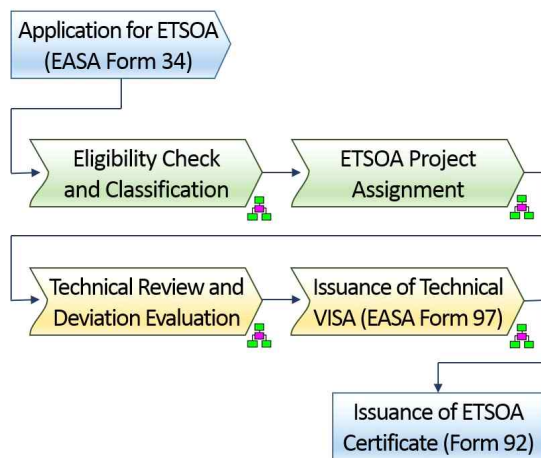 Application for ETSOA
(EASA Form 34)
Eligibility Check
and Classification
ETSOA Project
Assignment
Technical Review and
Deviation Evaluation
Issuance of Technical
VISA (EASA Form 97)
Issuance of ETSOA
Certificate (Form 92)